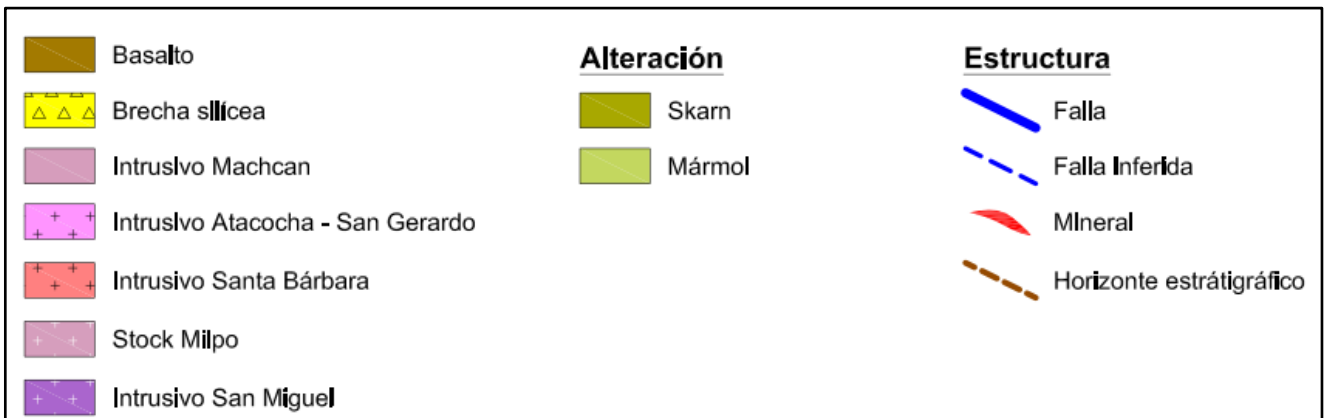 Basalto
Brecha silícea
Intrusivo Machcan
Intrusivo Atacocha - San Gerardo
Intrusivo Santa Bárbara
Stock Milpo
Intrusivo San Miguel
Alteración
Skarn
Mármol
Estructura
Falla
Falla Inferida
Mineral
Horizonte estrátigráfico